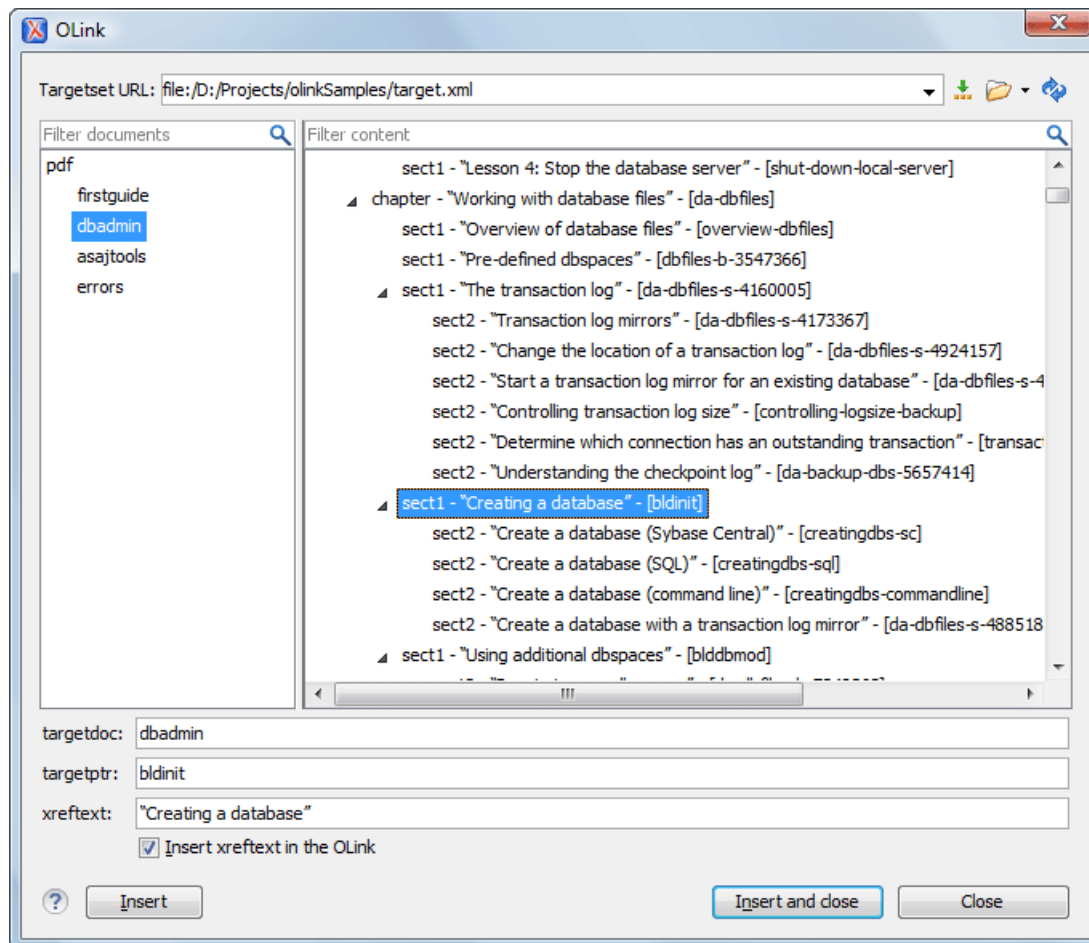 OLink
Targetset URL: file:/D:/Projects/olinkSamples/target.xml
Filter documents
Filter content
pdf
firstguide
dbadmin
asajtools
errors
sect1 - “Lesson 4: Stop the database server” - [shut-down-local-server]
chapter - “Working with database files” - [da-dbfiles]
sect1 - “Overview of database files” - [overview-dbfiles]
sect1 - “Pre-defined dbspaces” - [dbfiles-b-3547366]
sect1 - “The transaction log” - [da-dbfiles-s-4160005]
sect2 - “Transaction log mirrors” - [da-dbfiles-s-4173367]
sect2 - “Change the location of a transaction log” - [da-dbfiles-s-4924157]
sect2 - “Start a transaction log mirror for an existing database” - [da-dbfiles-s-4
sect2 - “Controlling transaction log size” - [controlling-logsize-backup]
sect2 - “Determine which connection has an outstanding transaction” - [transact
sect2 - “Understanding the checkpoint log” - [da-backup-dbs-5657414]
sect1 - “Creating a database” - [bldinit]
sect2 - “Create a database (Sybase Central)” - [creatingdbs-sc]
sect2 - “Create a database (SQL)” - [creatingdbs-sql]
sect2 - “Create a database (command line)” - [creatingdbs-commandline]
sect2 - “Create a database with a transaction log mirror” - [da-dbfiles-s-488518
sect1 - “Using additional dbspaces” - [blddbmod]
targetdoc: dbadmin
targetptr: bldinit
xreftext: “Creating a database”
Insert xreftext in the OLink
? Insert Insert and close Close